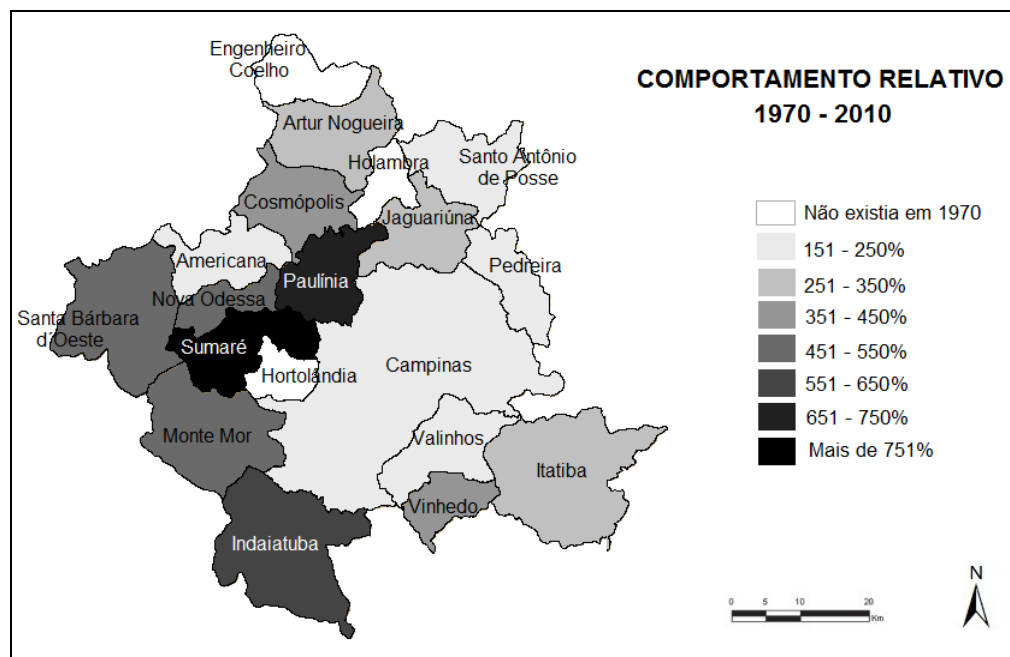 Engenheiro
Coelho
COMPORTAMENTO RELATIVO
1970 - 2010
Artur Nogueira
Holambra
Santo Antônio
de Posse
Cosmópolis
Jaguariúna
Não existia em 1970
Americana
Pedreira
151 - 250%
Paulínia
251 - 350%
Nova Odessa
Santa Bárbara
d´Oeste
351 - 450%
Sumaré
451 - 550%
Hortolândia
Campinas
551 - 650%
651 - 750%
Monte Mor
Valinhos
Mais de 751%
Itatiba
Vinhedo
Indaiatuba
N
0 5 10 20
Km